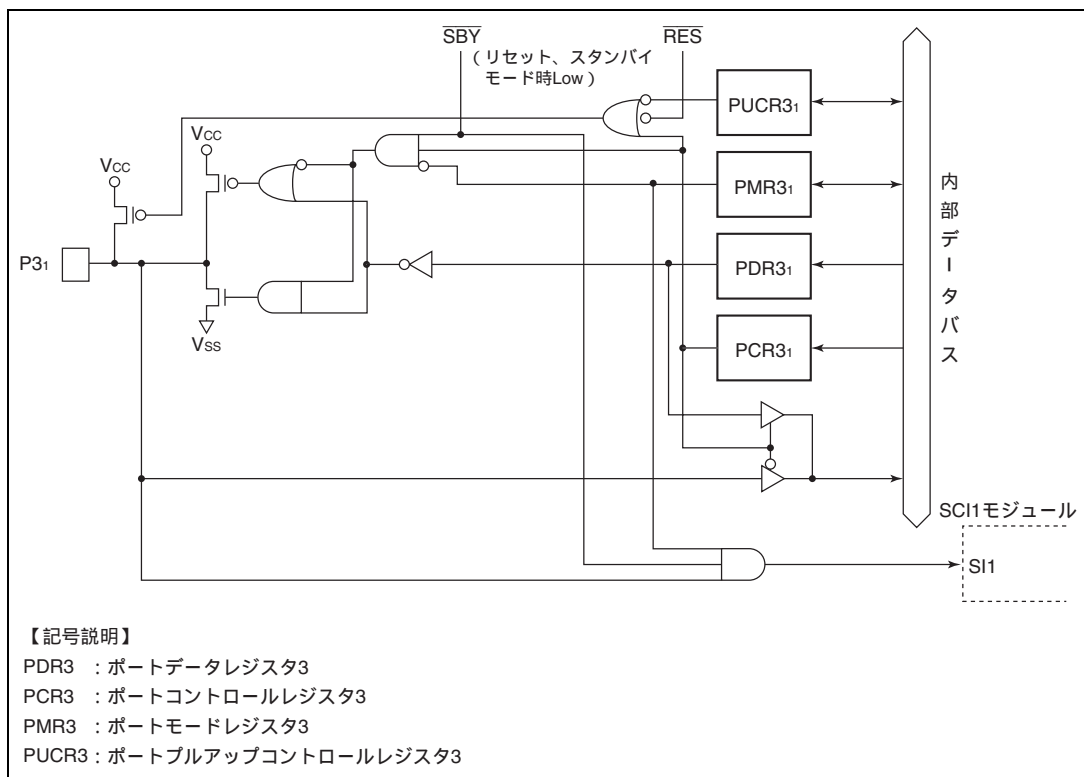 SBY
RES
（リセット、スタンバイ
モード時Low）
PUCR3₁
VCC
VCC
PMR3₁
内部データバス
P3₁
PDR3₁
VSS
PCR3₁
SCI1モジュール
SI1
【記号説明】
PDR3 ：ポートデータレジスタ3
PCR3 ：ポートコントロールレジスタ3
PMR3 ：ポートモードレジスタ3
PUCR3：ポートプルアップコントロールレジスタ3